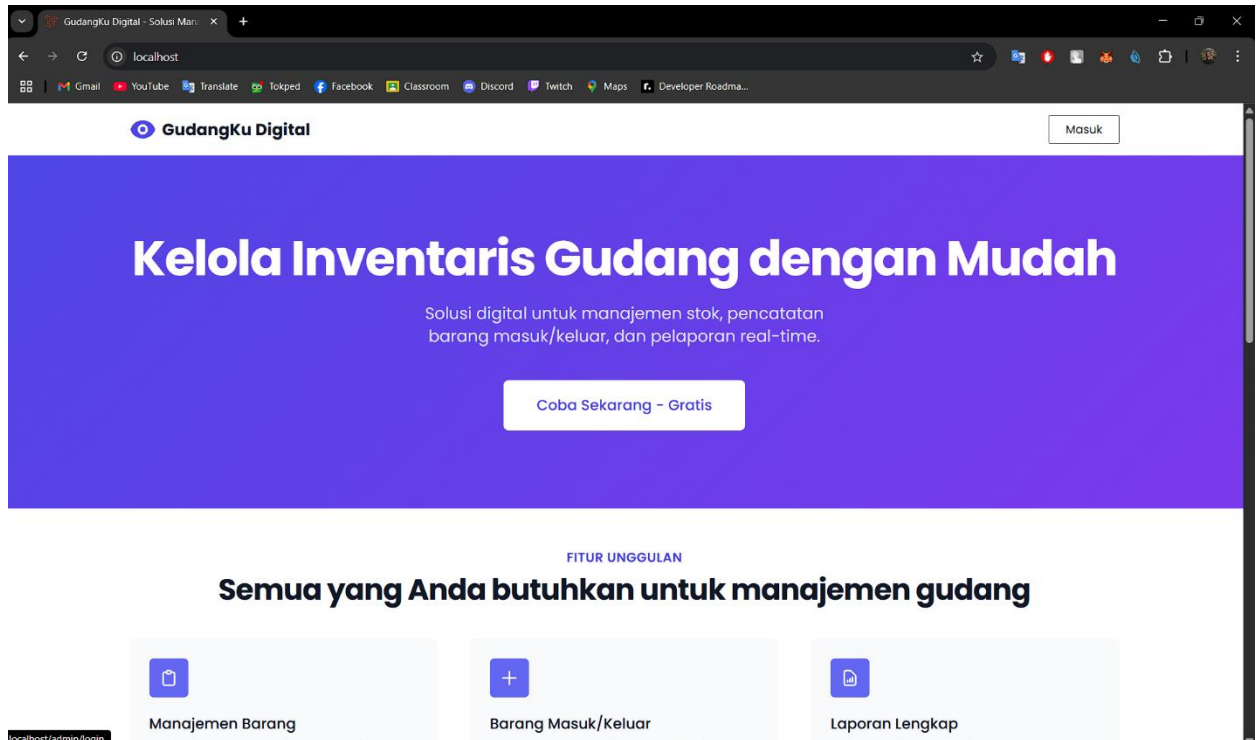 GudangKu Digital - Solusi Mana
localhost
Gmail YouTube Translate Tokped Facebook Classroom Discord Twitch Maps Developer Roadma...
GudangKu Digital
Masuk
Kelola Inventaris Gudang dengan Mudah
Solusi digital untuk manajemen stok, pencatatan
barang masuk/keluar, dan pelaporan real-time.
Coba Sekarang - Gratis
FITUR UNGGULAN
Semua yang Anda butuhkan untuk manajemen gudang
Manajemen Barang
Barang Masuk/Keluar
Laporan Lengkap
localhost/admin/login